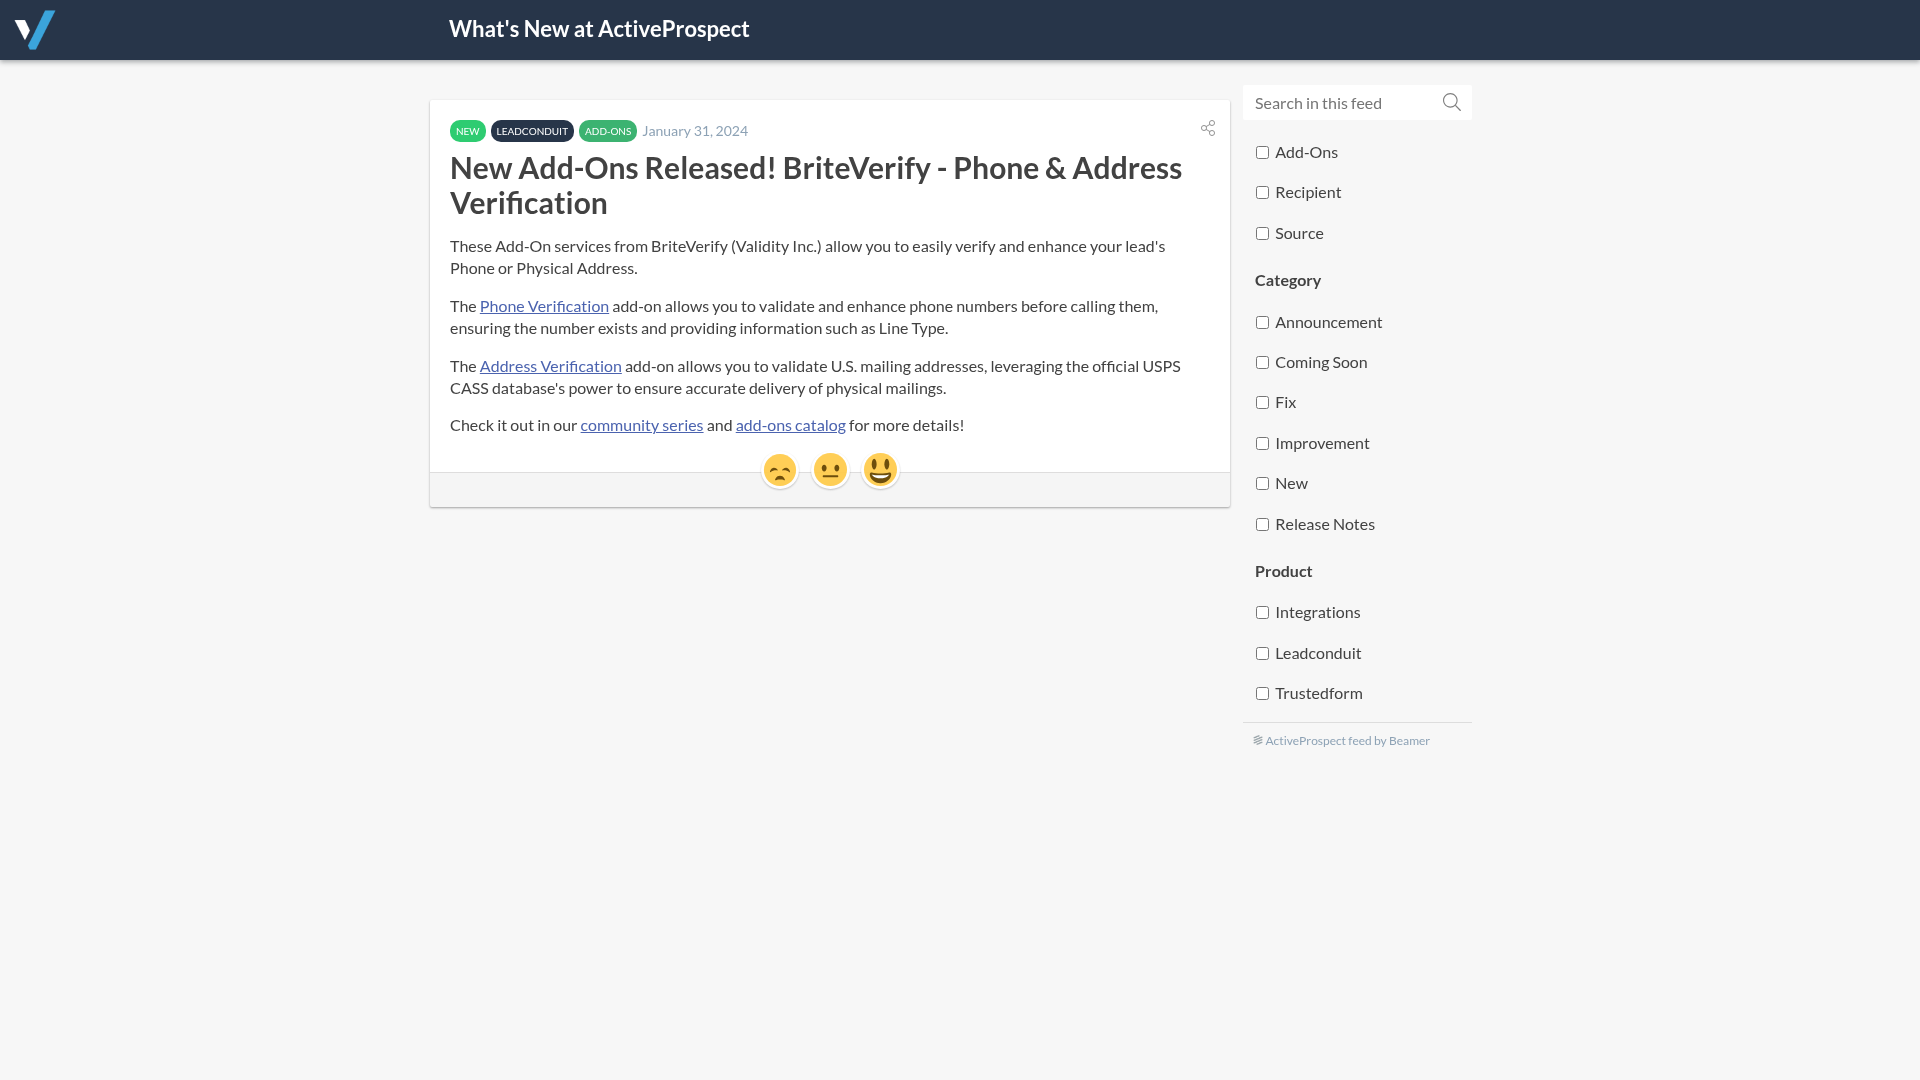 What's New at ActiveProspect
NEW LEADCONDUIT ADD-ONS January 31, 2024
New Add-Ons Released! BriteVerify - Phone & Address
Verification
These Add-On services from BriteVerify (Validity Inc.) allow you to easily verify and enhance your lead's
Phone or Physical Address.
The Phone Verification add-on allows you to validate and enhance phone numbers before calling them,
ensuring the number exists and providing information such as Line Type.
The Address Verification add-on allows you to validate U.S. mailing addresses, leveraging the official USPS
CASS database's power to ensure accurate delivery of physical mailings.
Check it out in our community series and add-ons catalog for more details!
Search in this feed
Add-Ons
Recipient
Source
Category
Announcement
Coming Soon
Fix
Improvement
New
Release Notes
Product
Integrations
Leadconduit
Trustedform
ActiveProspect feed by Beamer